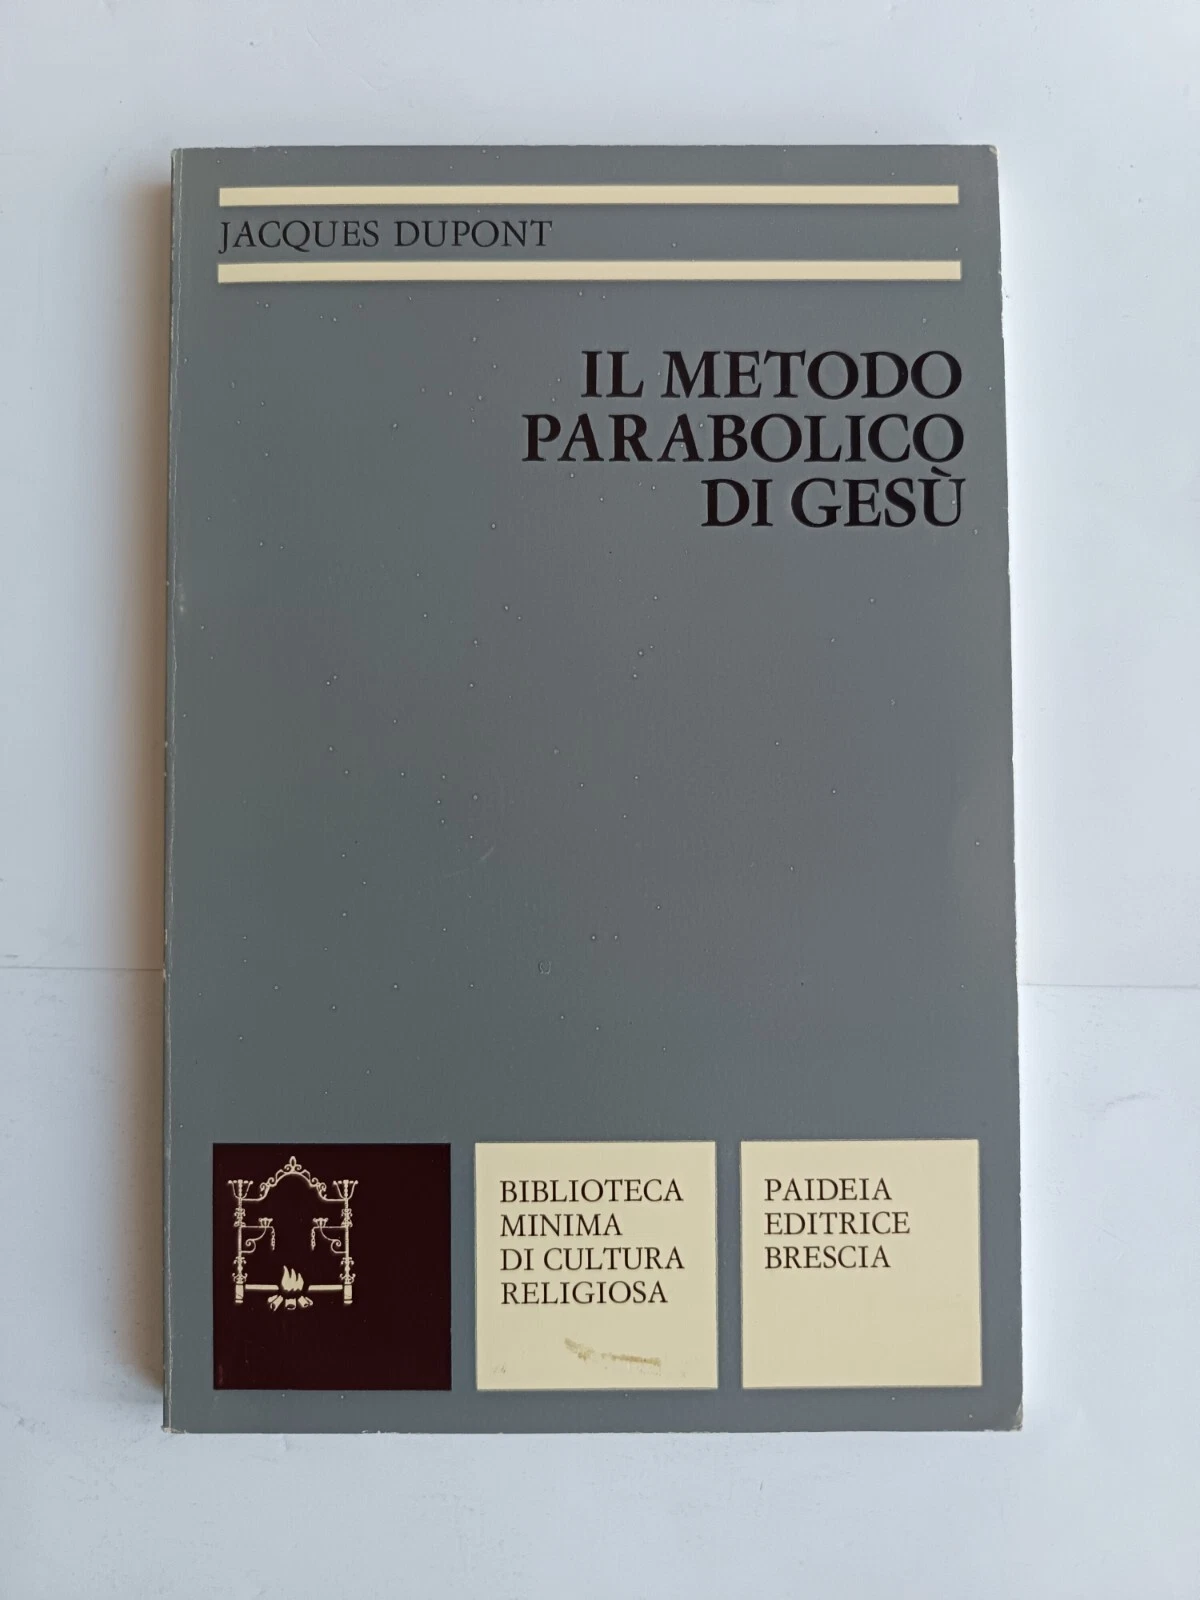 JACQUES DUPONT
IL METODO
PARABOLICO
DI GESÙ
BIBLIOTECA
MINIMA
DI CULTURA
RELIGIOSA
PAIDEIA
EDITRICE
BRESCIA